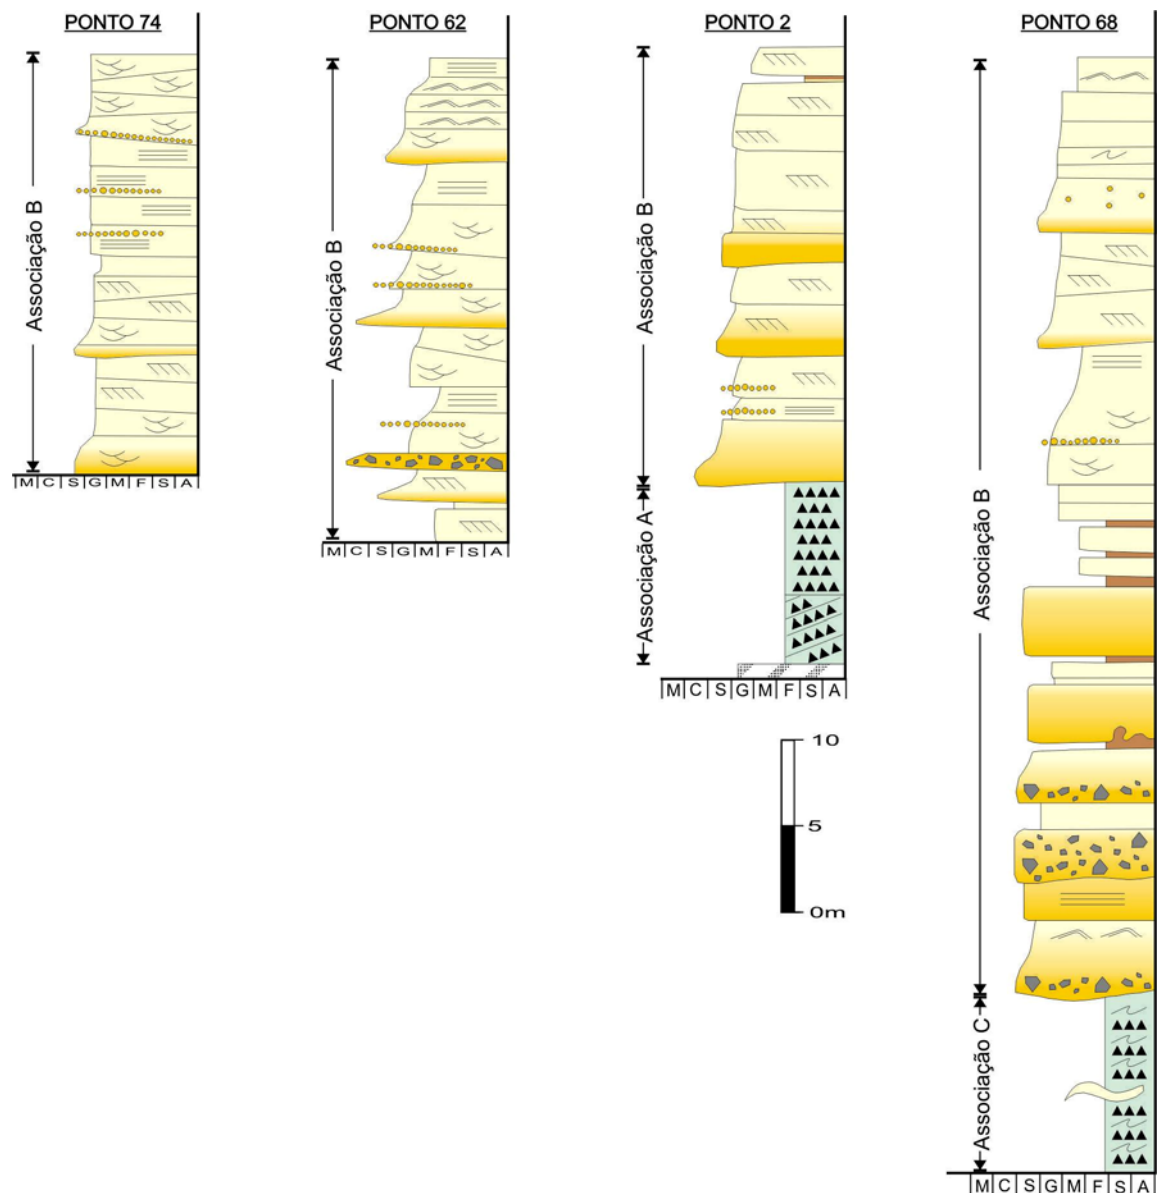 PONTO 74
PONTO 62
PONTO 2
PONTO 68
Associação B
Associação B
Associação B
Associação A
Associação B
Associação C
M C S G M F S A
M C S G M F S A
M C S G M F S A
M C S G M F S A
10
5
0m